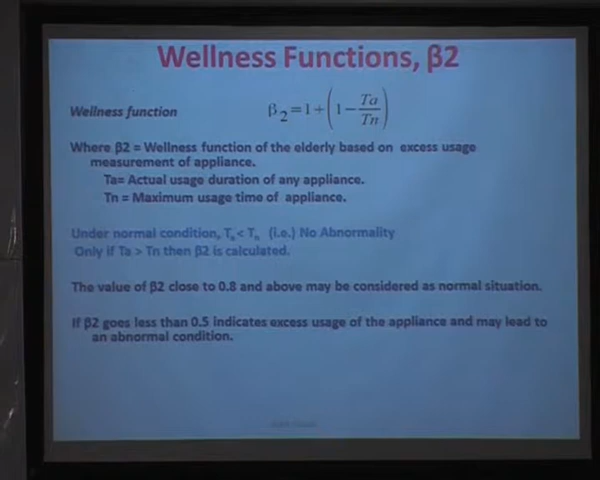 Wellness Functions, β2
Wellness function β₂=1+(1−Ta/Tn)
Where β2 = Wellness function of the elderly based on excess usage
measurement of appliance.
Ta= Actual usage duration of any appliance.
Tn = Maximum usage time of appliance.
Under normal condition, Tₐ< Tₙ (i.e.) No Abnormality
Only if Ta > Tn then β2 is calculated.
The value of β2 close to 0.8 and above may be considered as normal situation.
If β2 goes less than 0.5 indicates excess usage of the appliance and may lead to
an abnormal condition.